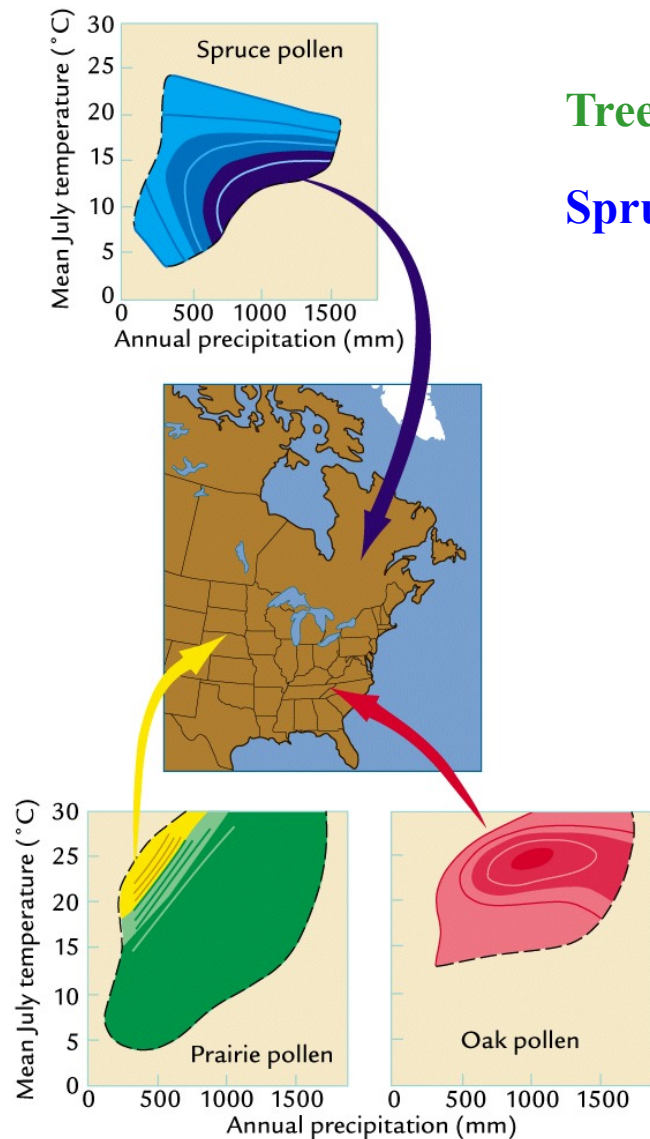 Mean July temperature (˚C)
30
25
20
15
10
5
0
Spruce pollen
0 500 1000 1500
Annual precipitation (mm)
Tree
Spru
Mean July temperature (˚C)
30
25
20
15
10
5
0
Prairie pollen
0 500 1000 1500
Oak pollen
0 500 1000 1500
Annual precipitation (mm)